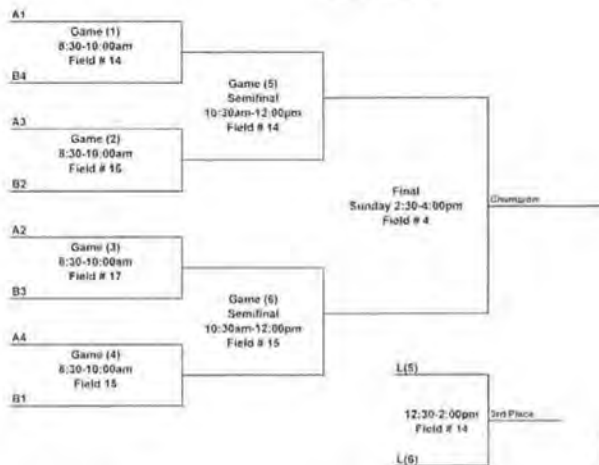 A1
Game (1)
8:30-10:00am
Field # 14
B4
A3
Game (2)
8:30-10:00am
Field # 16
B2
A2
Game (3)
8:30-10:00am
Field # 17
B3
A4
Game (4)
8:30-10:00am
Field 15
B1
Game (5)
Semifinal
10:30am-12:00pm
Field # 14
Game (6)
Semifinal
10:30am-12:00pm
Field # 15
Final
Sunday 2:30-4:00pm
Field # 4
Champion
L(5)
12:30-2:00pm
Field # 14
3rd Place
L(6)